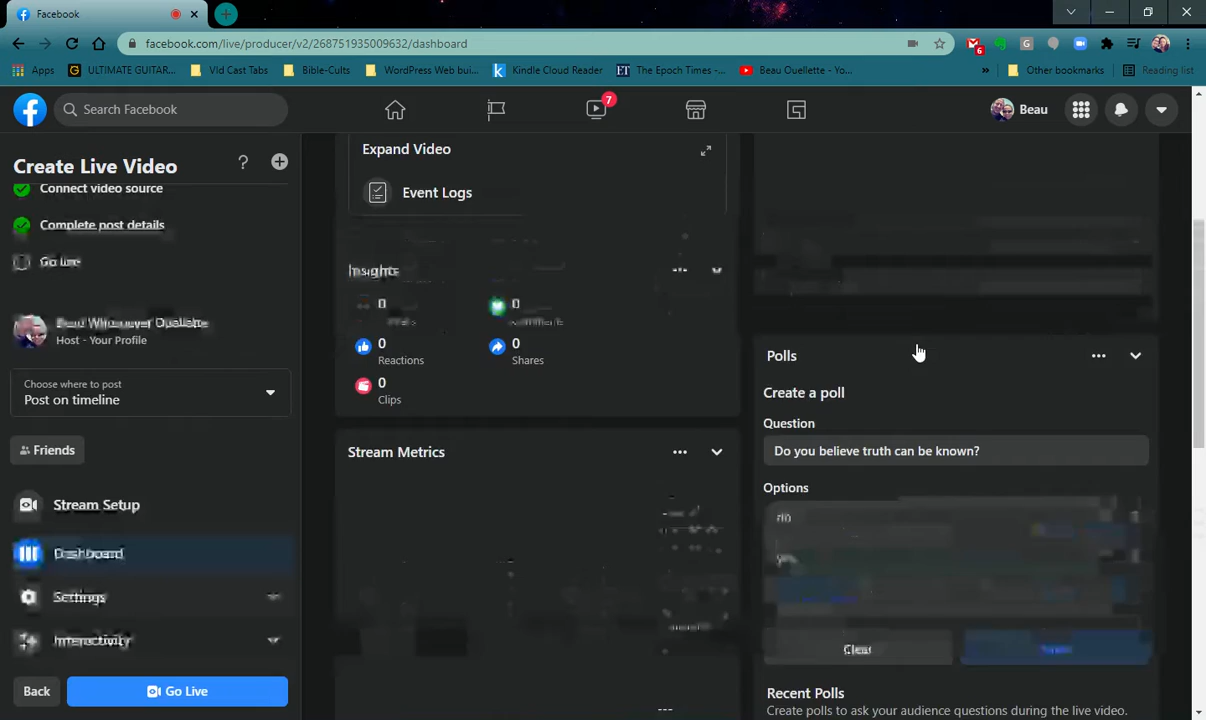 Facebook
facebook.com/live/producer/v2/268751935009632/dashboard
6
Apps
ULTIMATE GUITAR...
VId Cast Tabs
Bible-Cults
WordPress Web bui...
Kindle Cloud Reader
The Epoch Times -...
Beau Ouellette - Yo...
»
Other bookmarks
Reading list
Search Facebook
7
Beau
Create Live Video
Connect video source
Complete post details
Go live
Host - Your Profile
Choose where to post
Post on timeline
Friends
Stream Setup
Dashboard
Settings
Interactivity
Back
Go Live
Expand Video
Event Logs
Insights
0
0
0
Reactions
0
Shares
0
Clips
Stream Metrics
---
Polls
Create a poll
Question
Do you believe truth can be known?
Options
no
Clear
Recent Polls
Create polls to ask your audience questions during the live video.